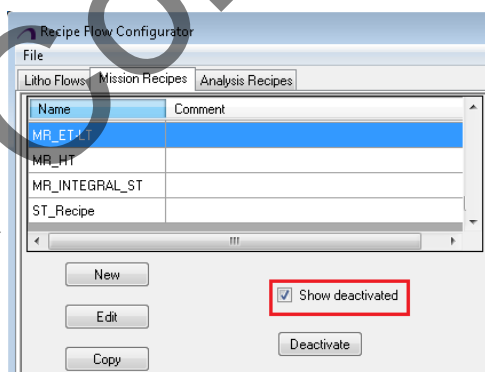 Recipe Flow Configurator
File
Litho Flows Mission Recipes Analysis Recipes
Name Comment
MR_ET-LT
MR_HT
MR_INTEGRAL_ST
ST_Recipe
New
Show deactivated
Edit
Deactivate
Copy